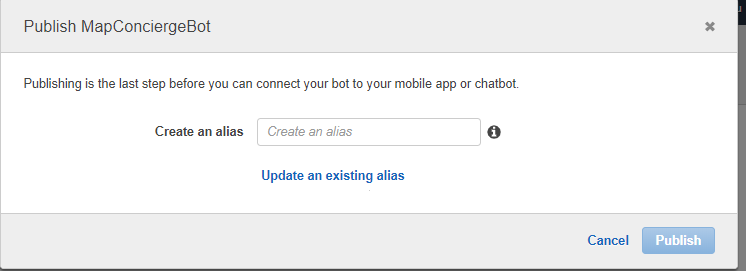 Publish MapConciergeBot
Publishing is the last step before you can connect your bot to your mobile app or chatbot.
Create an alias Create an alias
Update an existing alias
Cancel Publish